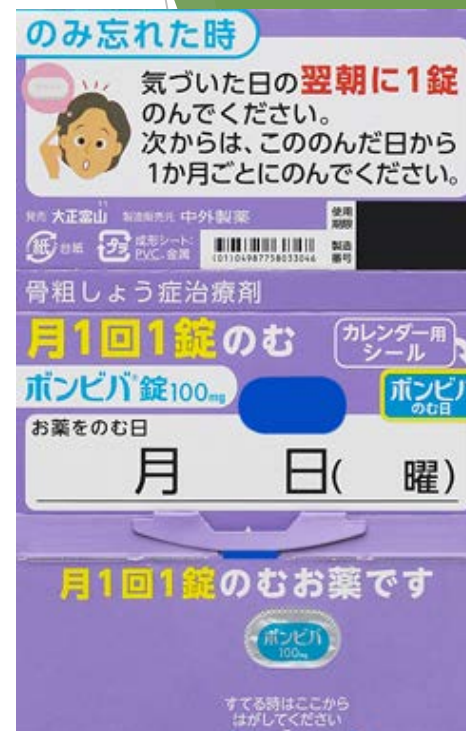 のみ忘れた時
気づいた日の翌朝に1錠
のんでください。
次からは、こののんだ日から
1か月ごとにのんでください。
発売 大正富山 製造販売元 中外製薬
使用
期限
紙 台紙 プラ 成形シート:
PVC、金属
(01)04987758033046
製造
番号
骨粗しょう症治療剤
月1回1錠のむ
カレンダー用
シール
ボンビバ®錠100mg
ボンビバ
のむ日
お薬をのむ日
月 日( 曜)
月1回1錠のむお薬です
ボンビバ
100mg
すてる時はここから
はがしてください